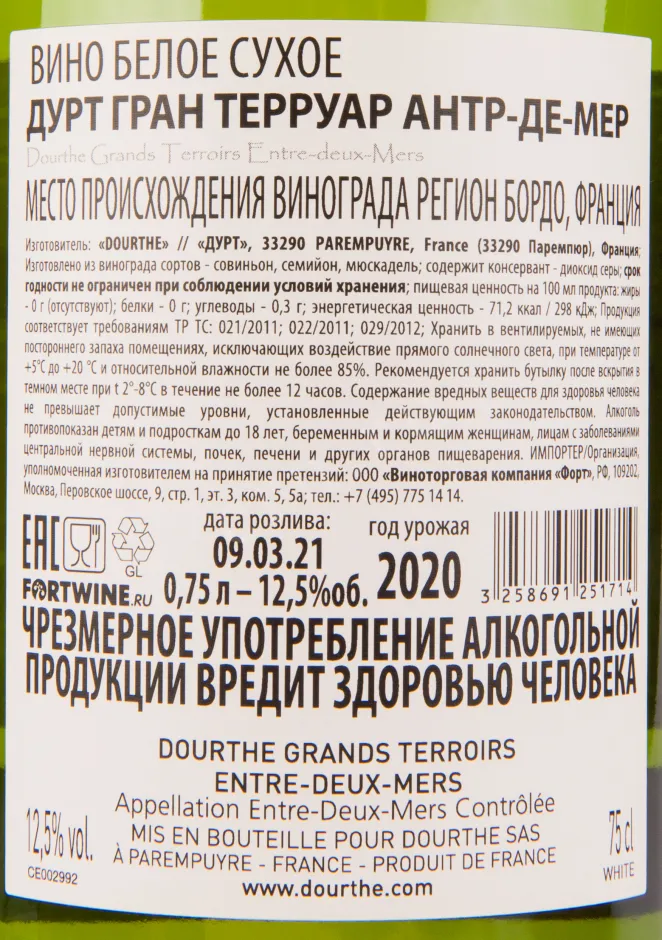 ВИНО БЕЛОЕ СУХОЕ
ДУРТ ГРАН ТЕРРУАР АНТР-ДЕ-МЕР
Dourthe Grands Terroirs Entre-deux-Mers
МЕСТО ПРОИСХОЖДЕНИЯ ВИНОГРАДА РЕГИОН БОРДО, ФРАНЦИЯ
Изготовитель: «DOURTHE» // «ДУРТ», 33290 PAREMPUYRE, France (33290 Паремпюр), Франция;
Изготовлено из винограда сортов - совиньон, семийон, мюскадель; содержит консервант - диоксид серы; срок
годности не ограничен при соблюдении условий хранения; пищевая ценность на 100 мл продукта: жиры
- 0 г (отсутствуют); белки - 0 г; углеводы - 0,3 г; энергетическая ценность - 71,2 ккал / 298 кДж; Продукция
соответствует требованиям ТР ТС: 021/2011; 022/2011; 029/2012; Хранить в вентилируемых, не имеющих
постороннего запаха помещениях, исключающих воздействие прямого солнечного света, при температуре от
+5°C до +20 °C и относительной влажности не более 85%. Рекомендуется хранить бутылку после вскрытия в
темном месте при t 2°-8°C в течение не более 12 часов. Содержание вредных веществ для здоровья человека
не превышает допустимые уровни, установленные действующим законодательством. Алкоголь
противопоказан детям и подросткам до 18 лет, беременным и кормящим женщинам, лицам с заболеваниями
центральной нервной системы, почек, печени и других органов пищеварения. ИМПОРТЕР/Организация,
уполномоченная изготовителем на принятие претензий: ООО «Виноторговая компания «Форт», РФ, 109202,
Москва, Перовское шоссе, 9, стр. 1, эт. 3, ком. 5, 5а; тел.: +7 (495) 775 14 14.
EAC
GL
FORTWINE.RU
дата розлива:
09.03.21
0,75 л – 12,5%об.
год урожая
2020
3 258691 251714
ЧРЕЗМЕРНОЕ УПОТРЕБЛЕНИЕ АЛКОГОЛЬНОЙ
ПРОДУКЦИИ ВРЕДИТ ЗДОРОВЬЮ ЧЕЛОВЕКА
DOURTHE GRANDS TERROIRS
ENTRE-DEUX-MERS
Appellation Entre-Deux-Mers Contrôlée
MIS EN BOUTEILLE POUR DOURTHE SAS
À PAREMPUYRE - FRANCE - PRODUIT DE FRANCE
www.dourthe.com
12,5% vol.
CE002992
75 cl
WHITE